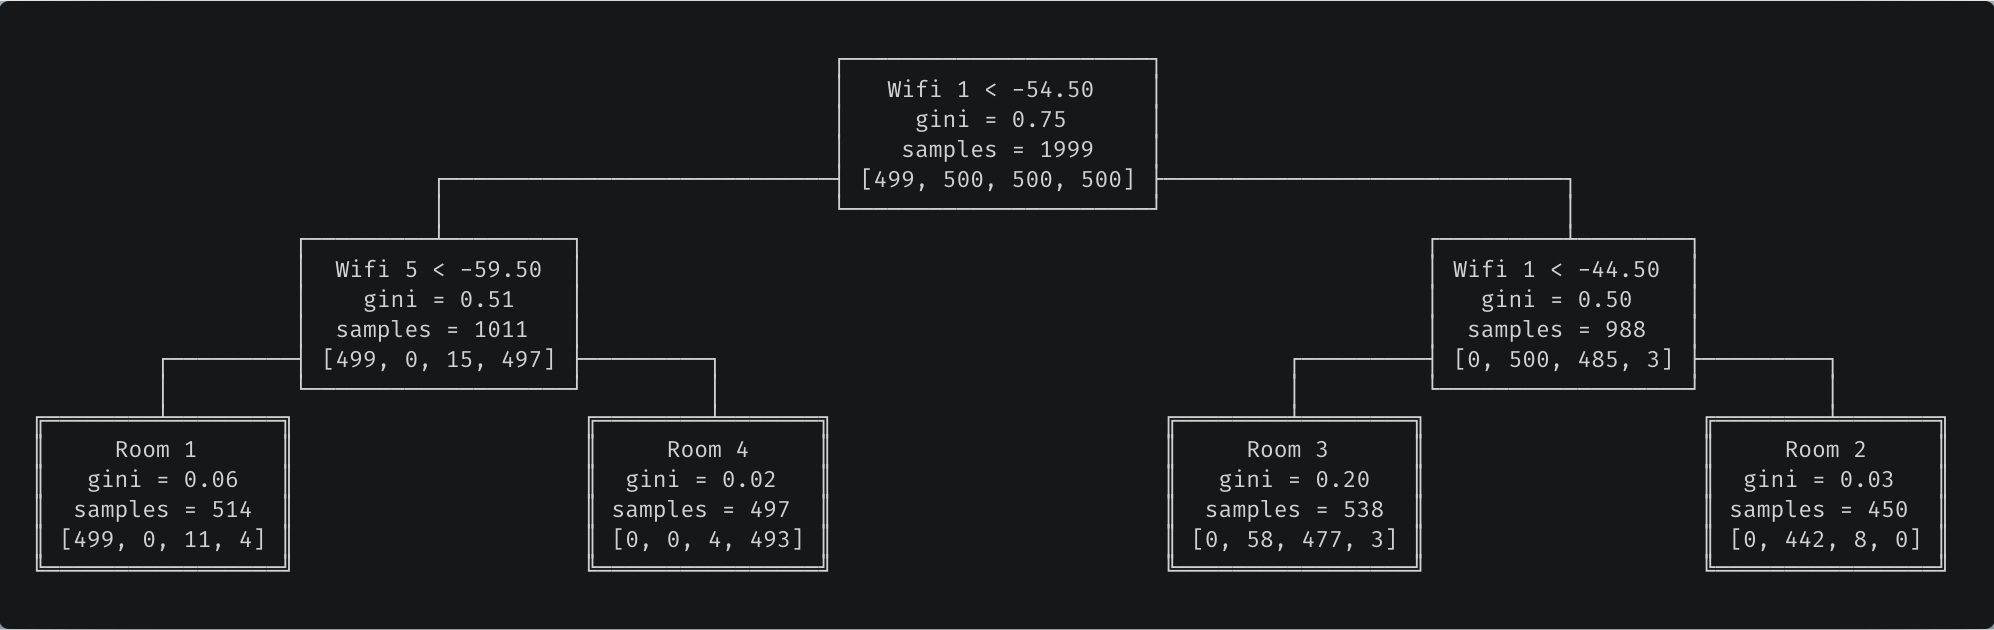 Wifi 1 < -54.50
gini = 0.75
samples = 1999
[499, 500, 500, 500]
Wifi 5 < -59.50
gini = 0.51
samples = 1011
[499, 0, 15, 497]
Wifi 1 < -44.50
gini = 0.50
samples = 988
[0, 500, 485, 3]
Room 1
gini = 0.06
samples = 514
[499, 0, 11, 4]
Room 4
gini = 0.02
samples = 497
[0, 0, 4, 493]
Room 3
gini = 0.20
samples = 538
[0, 58, 477, 3]
Room 2
gini = 0.03
samples = 450
[0, 442, 8, 0]